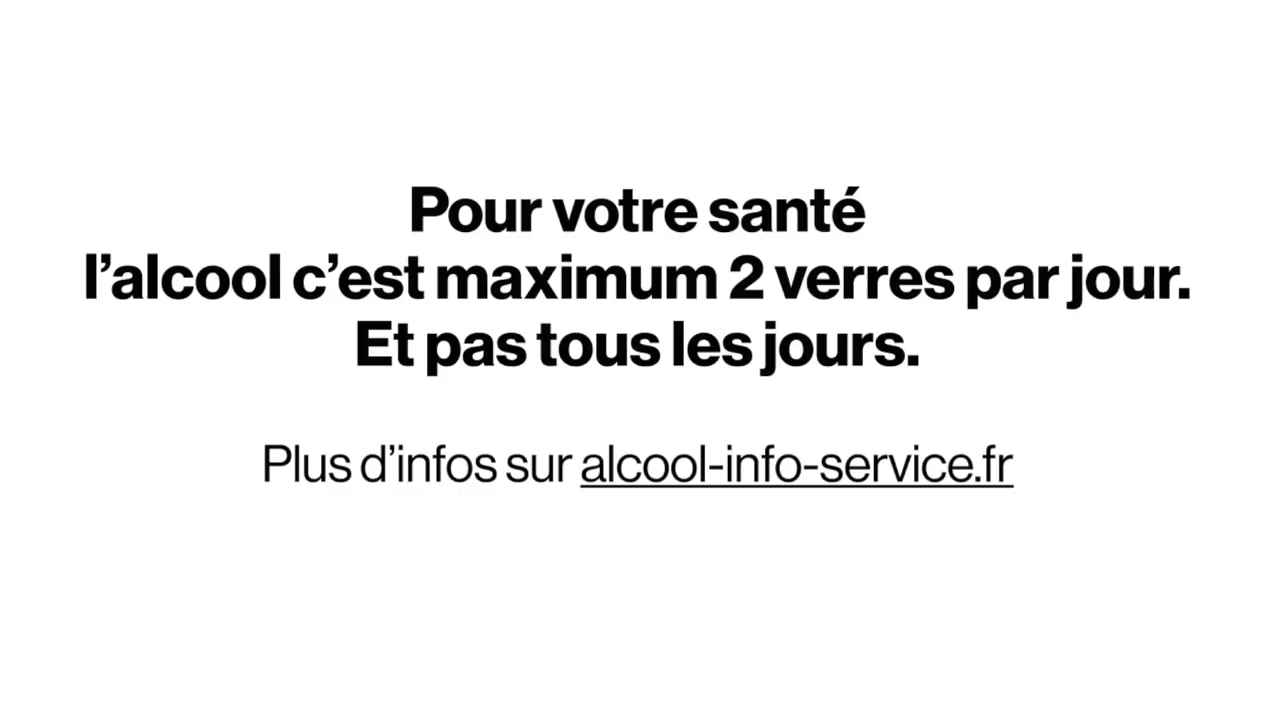 Pour votre santé
l’alcool c’est maximum 2 verres par jour.
Et pas tous les jours.
Plus d’infos sur alcool-info-service.fr